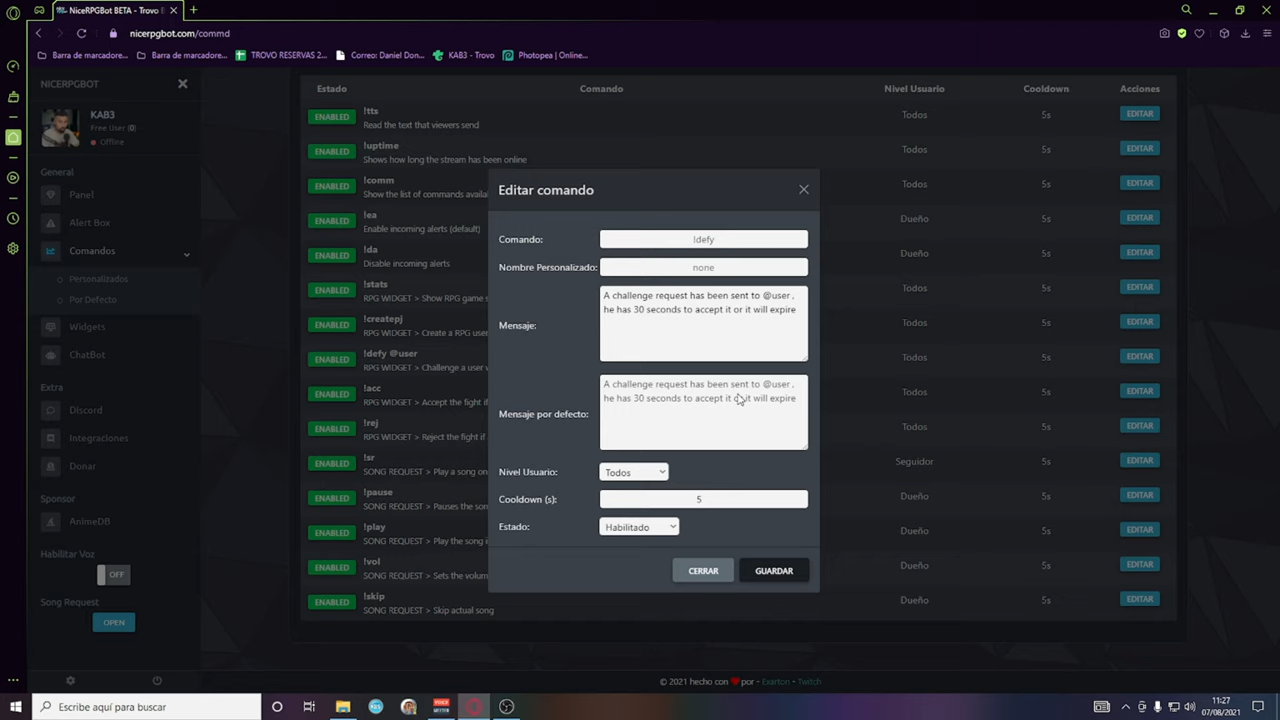 NiceRPGBot BETA - Trovo
nicerpgbot.com/commd
Barra de marcadore...
Barra de marcadore...
TROVO RESERVAS 2...
Correo: Daniel Don...
KAB3 - Trovo
Photopea | Online...
NICERPGBOT
KAB3
Free User (0)
Offline
General
Panel
Alert Box
Comandos
Personalizados
Por Defecto
Widgets
ChatBot
Extra
Discord
Integraciones
Donar
Sponsor
AnimeDB
Habilitar Voz
OFF
Song Request
OPEN
Estado Comando Nivel Usuario Cooldown Acciones
ENABLED !tts Todos 5s EDITAR
Read the text that viewers send
ENABLED !uptime Todos 5s EDITAR
Shows how long the stream has been online
ENABLED !comm Todos 5s EDITAR
Show the list of commands availa
ENABLED !ea Dueño 5s EDITAR
Enable incoming alerts (default)
ENABLED !da Dueño 5s EDITAR
Disable incoming alerts
ENABLED !stats Todos 5s EDITAR
RPG WIDGET > Show RPG game s
ENABLED !createpj Todos 5s EDITAR
RPG WIDGET > Create a RPG user
ENABLED !defy @user Todos 5s EDITAR
RPG WIDGET > Challenge a user w
ENABLED !acc Todos 5s EDITAR
RPG WIDGET > Accept the fight if
ENABLED !rej Todos 5s EDITAR
RPG WIDGET > Reject the fight if
ENABLED !sr Seguidor 5s EDITAR
SONG REQUEST > Play a song on
ENABLED !pause Dueño 5s EDITAR
SONG REQUEST > Pauses the son
ENABLED !play Dueño 5s EDITAR
SONG REQUEST > Play the song i
ENABLED !vol Dueño 5s EDITAR
SONG REQUEST > Sets the volum
ENABLED !skip Dueño 5s EDITAR
SONG REQUEST > Skip actual song
Editar comando
Comando: !defy
Nombre Personalizado: none
Mensaje:
A challenge request has been sent to @user ,
he has 30 seconds to accept it or it will expire
Mensaje por defecto:
A challenge request has been sent to @user ,
he has 30 seconds to accept it or it will expire
Nivel Usuario: Todos
Cooldown (s): 5
Estado: Habilitado
CERRAR GUARDAR
© 2021 hecho con por - Exarton - Twitch
Escribe aquí para buscar
11:27
07/08/2021